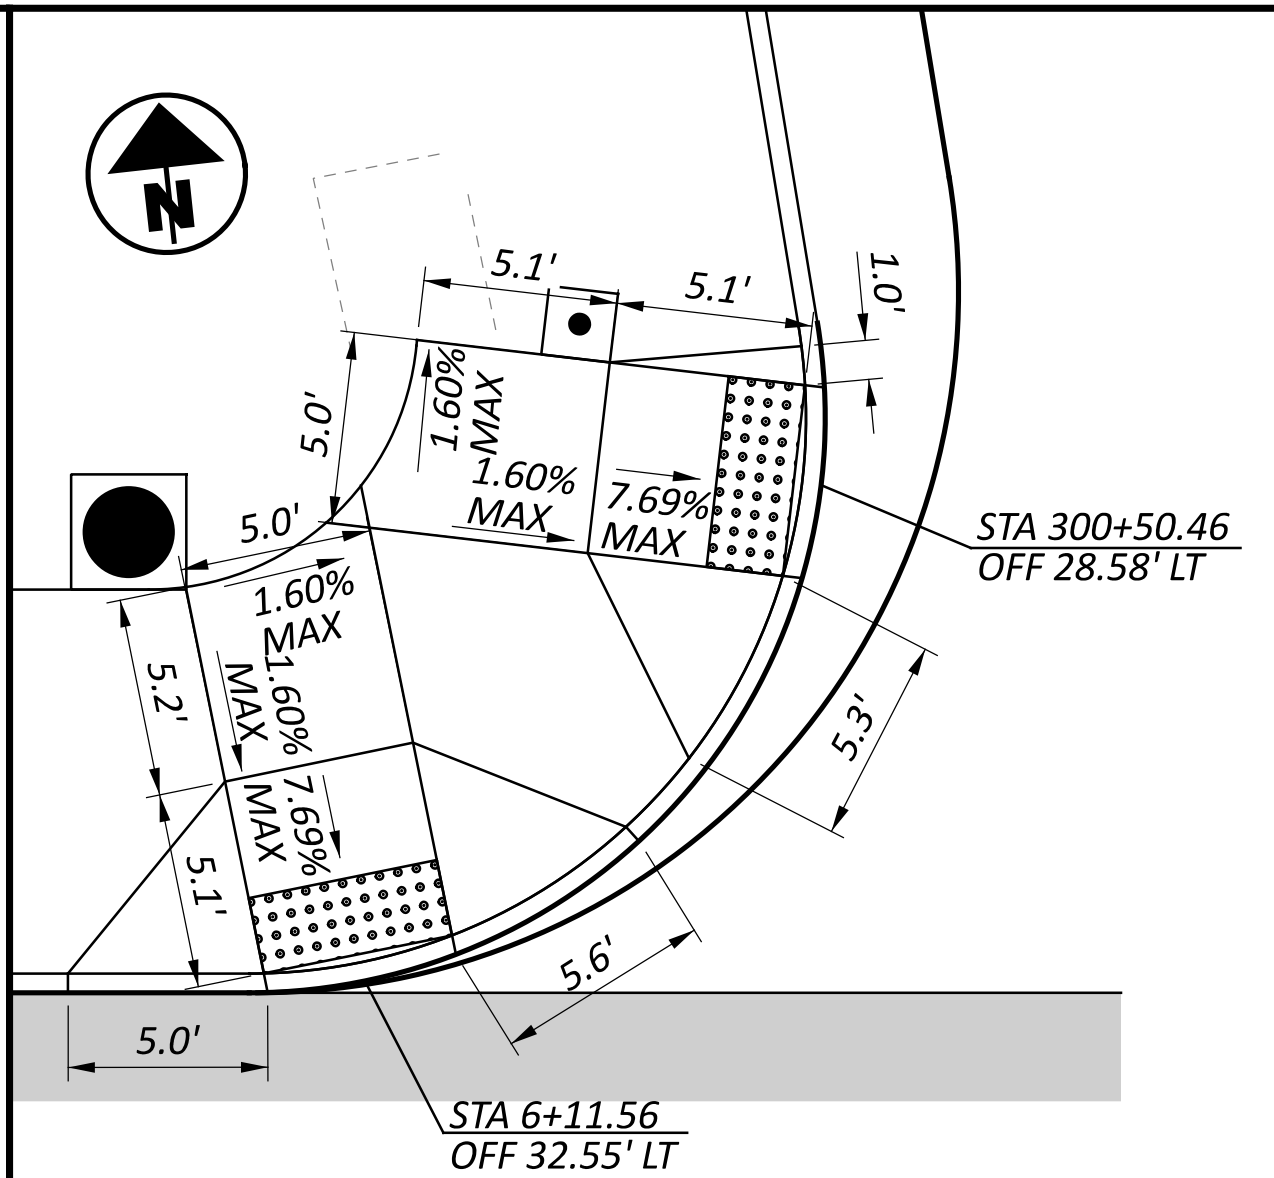 N
5.1'
5.1'
1.0'
5.0'
1.60%
MAX
1.60%
MAX
7.69%
MAX
STA 300+50.46
OFF 28.58' LT
5.0'
1.60%
MAX
5.2'
1.60%
MAX
5.3'
7.69%
MAX
5.1'
5.6'
5.0'
STA 6+11.56
OFF 32.55' LT